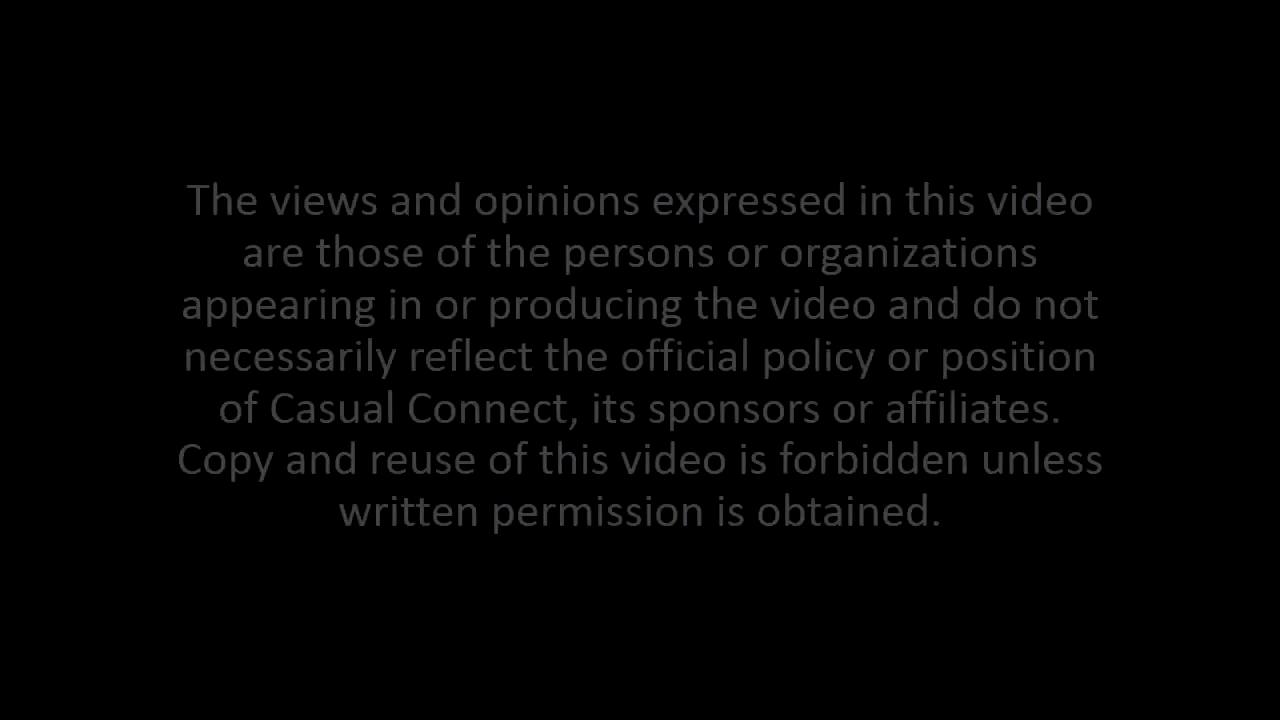 The views and opinions expressed in this video
are those of the persons or organizations
appearing in or producing the video and do not
necessarily reflect the official policy or position
of Casual Connect, its sponsors or affiliates.
Copy and reuse of this video is forbidden unless
written permission is obtained.